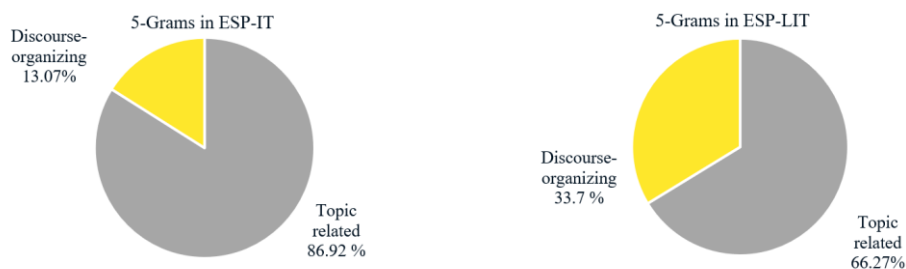 5-Grams in ESP-IT
Discourse-
organizing
13.07%
Topic
related
86.92 %
5-Grams in ESP-LIT
Discourse-
organizing
33.7 %
Topic
related
66.27%